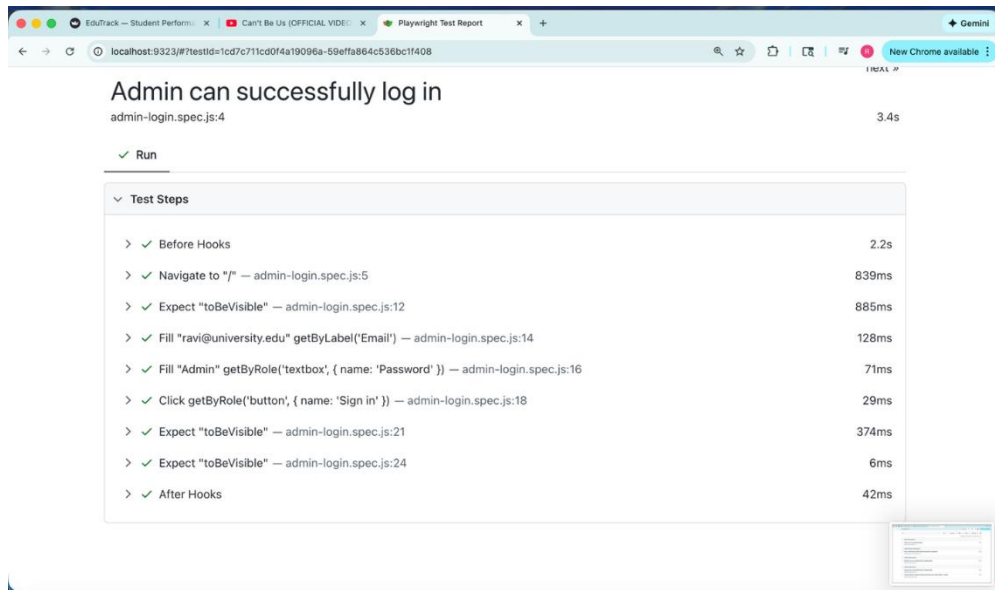 EduTrack — Student Performa
Can't Be Us (OFFICIAL VIDEO
Playwright Test Report
Gemini
localhost:9323/#?testId=1cd7c711cd0f4a19096a-59effa864c536bc1f408
New Chrome available
next »
Admin can successfully log in
admin-login.spec.js:4 3.4s
Run
Test Steps
Before Hooks 2.2s
Navigate to "/" — admin-login.spec.js:5 839ms
Expect "toBeVisible" — admin-login.spec.js:12 885ms
Fill "ravi@university.edu" getByLabel('Email') — admin-login.spec.js:14 128ms
Fill "Admin" getByRole('textbox', { name: 'Password' }) — admin-login.spec.js:16 71ms
Click getByRole('button', { name: 'Sign in' }) — admin-login.spec.js:18 29ms
Expect "toBeVisible" — admin-login.spec.js:21 374ms
Expect "toBeVisible" — admin-login.spec.js:24 6ms
After Hooks 42ms